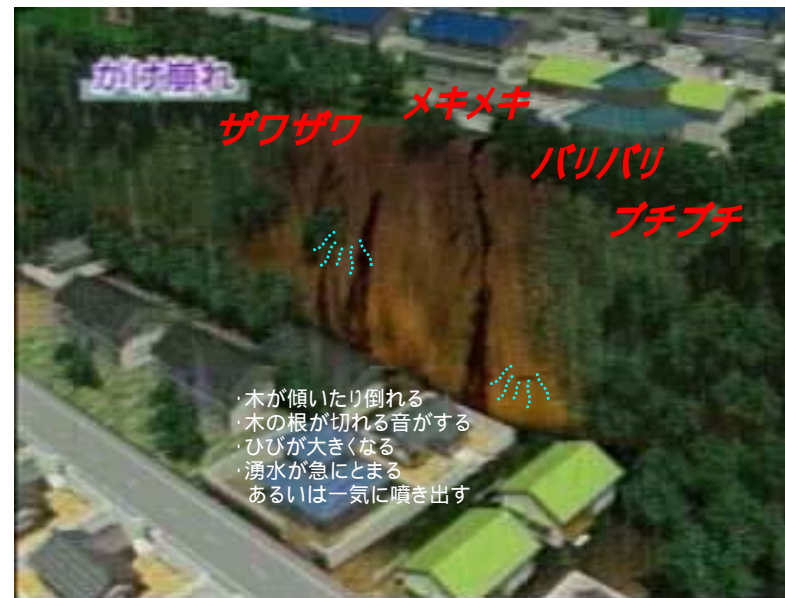 がけ崩れ
ザワザワ
メキメキ
バリバリ
ブチブチ
・木が傾いたり倒れる
・木の根が切れる音がする
・ひびが大きくなる
・湧水が急にとまる
あるいは一気に噴き出す